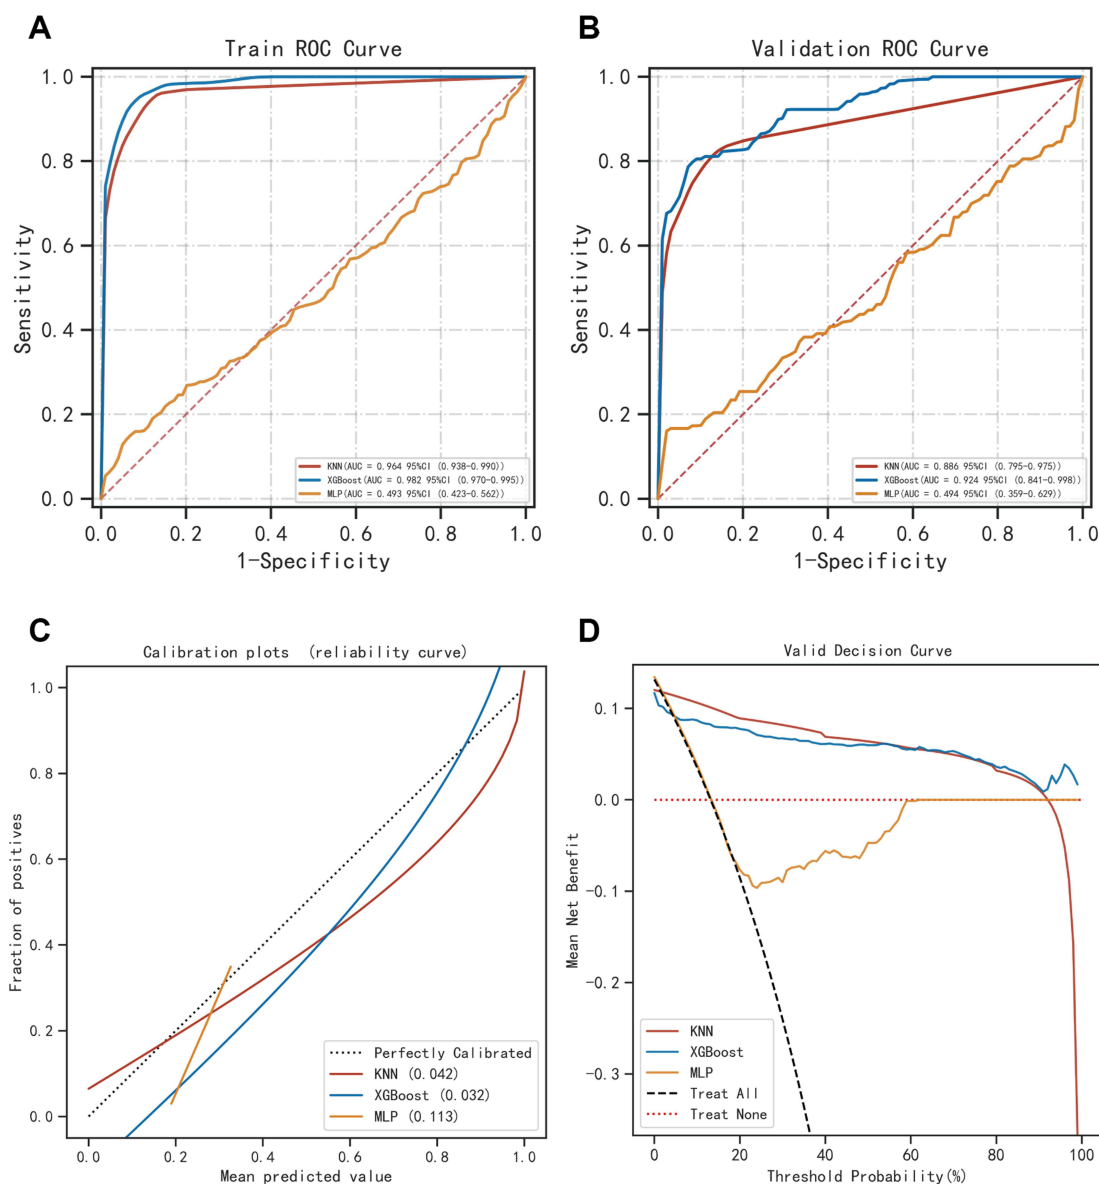 A
Train ROC Curve
Sensitivity
1.0
0.8
0.6
0.4
0.2
0.0
KNN(AUC = 0.964 95%CI (0.938-0.990))
XGBoost(AUC = 0.982 95%CI (0.970-0.995))
MLP(AUC = 0.493 95%CI (0.423-0.562))
0.0 0.2 0.4 0.6 0.8 1.0
1-Specificity
B
Validation ROC Curve
Sensitivity
1.0
0.8
0.6
0.4
0.2
0.0
KNN(AUC = 0.886 95%CI (0.795-0.975))
XGBoost(AUC = 0.924 95%CI (0.841-0.998))
MLP(AUC = 0.494 95%CI (0.359-0.629))
0.0 0.2 0.4 0.6 0.8 1.0
1-Specificity
C
Calibration plots (reliability curve)
Fraction of positives
1.0
0.8
0.6
0.4
0.2
0.0
Perfectly Calibrated
KNN (0.042)
XGBoost (0.032)
MLP (0.113)
0.0 0.2 0.4 0.6 0.8 1.0
Mean predicted value
D
Valid Decision Curve
Mean Net Benefit
0.1
0.0
-0.1
-0.2
-0.3
KNN
XGBoost
MLP
Treat All
Treat None
0 20 40 60 80 100
Threshold Probability(%)